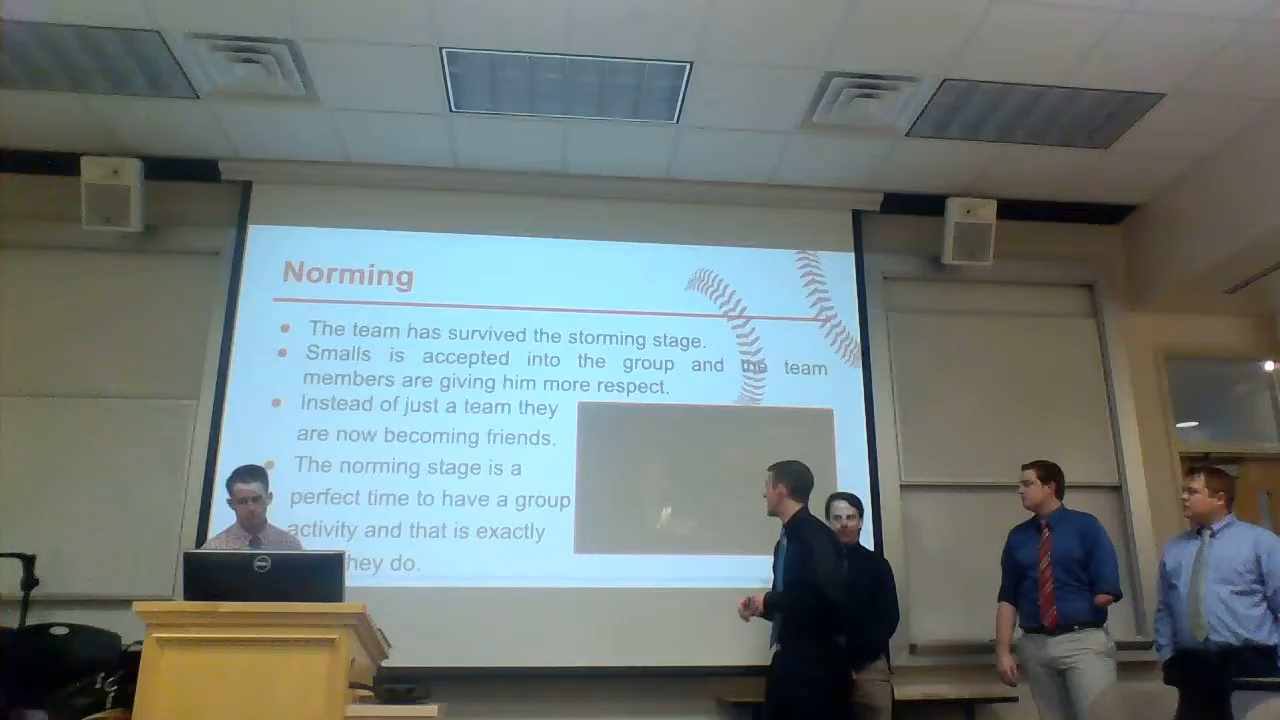 Norming
The team has survived the storming stage.
Smalls is accepted into the group and the team
members are giving him more respect.
Instead of just a team they
are now becoming friends.
The norming stage is a
perfect time to have a group
activity and that is exactly
they do.
DELL